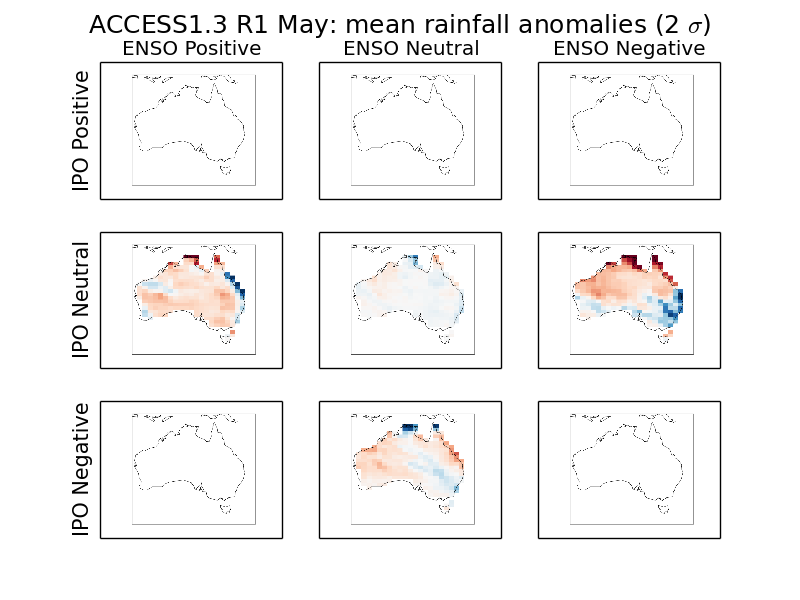 ACCESS1.3 R1 May: mean rainfall anomalies (2 σ)
ENSO Positive ENSO Neutral ENSO Negative
IPO Positive
IPO Neutral
IPO Negative